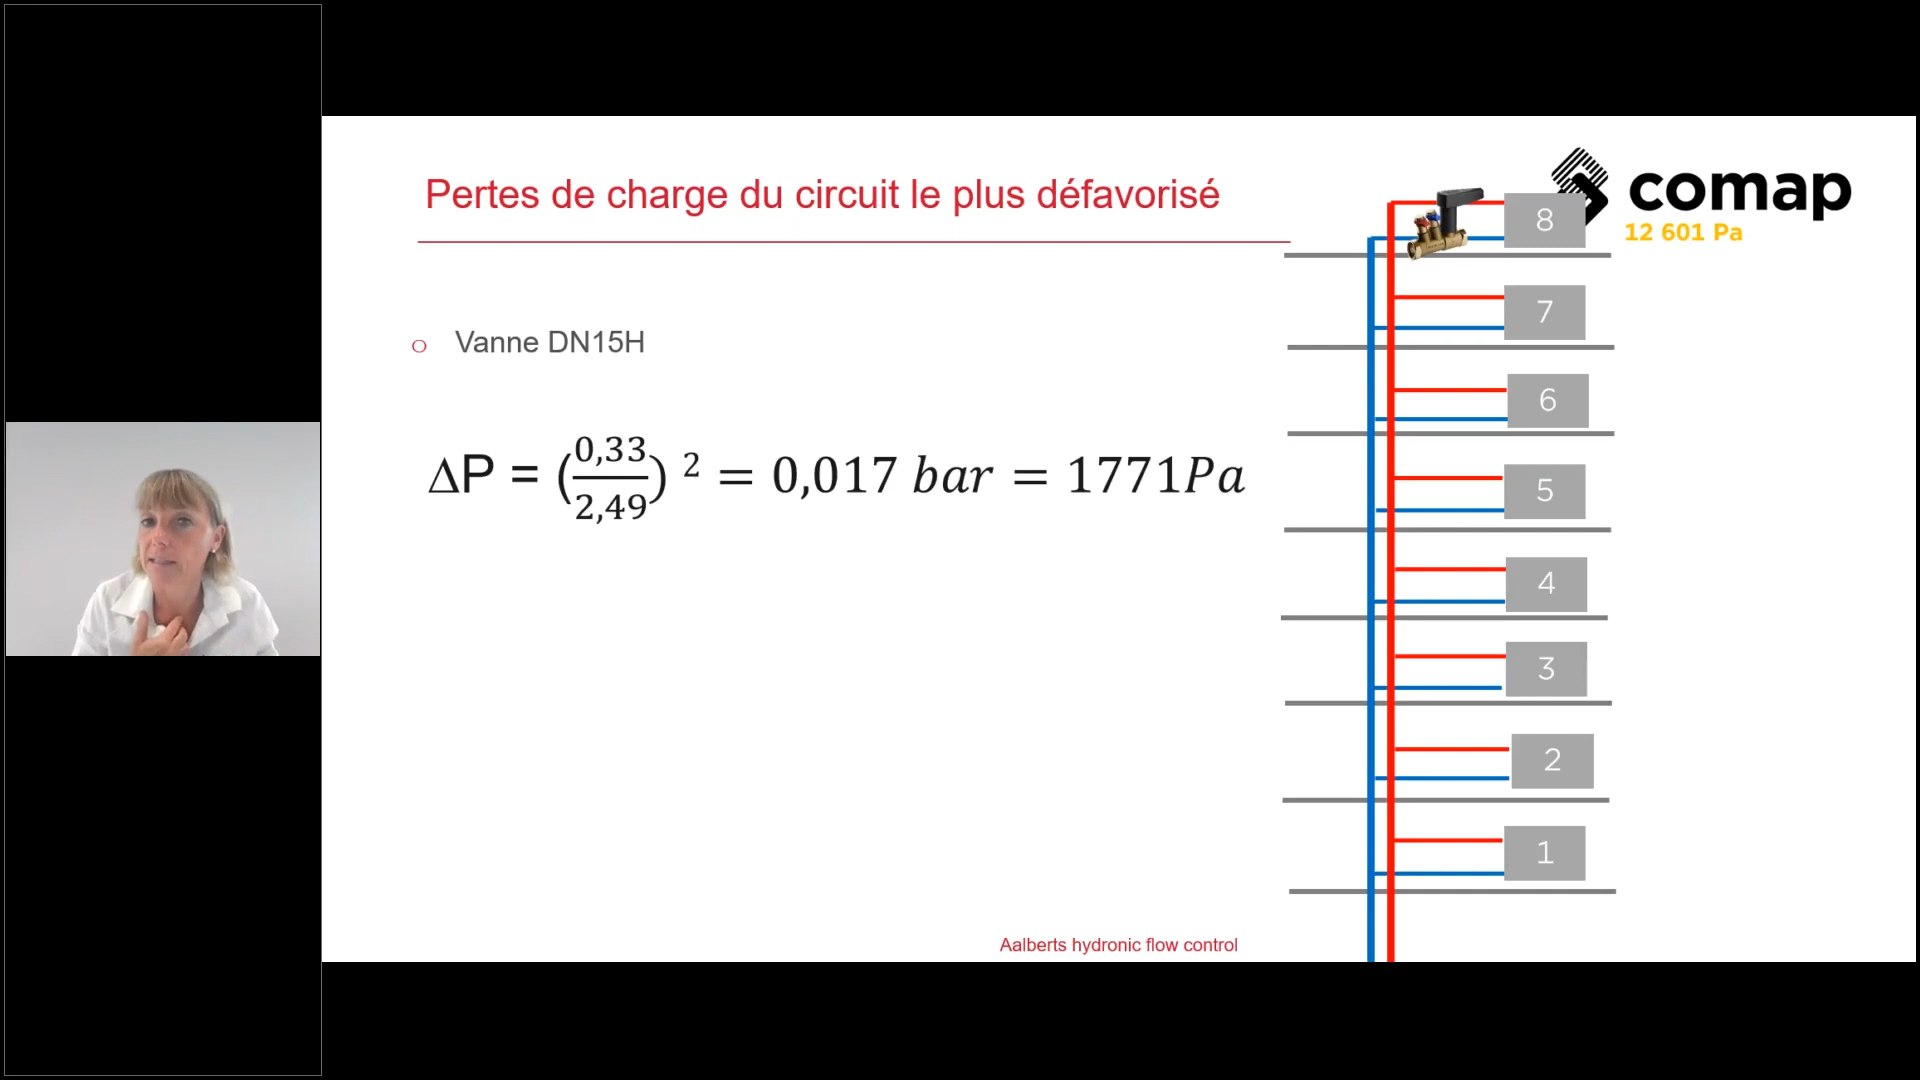 Pertes de charge du circuit le plus défavorisé
comap
12 601 Pa
o Vanne DN15H
ΔP = (0,33/2,49) ² = 0,017 bar = 1771Pa
8
7
6
5
4
3
2
1
Aalberts hydronic flow control